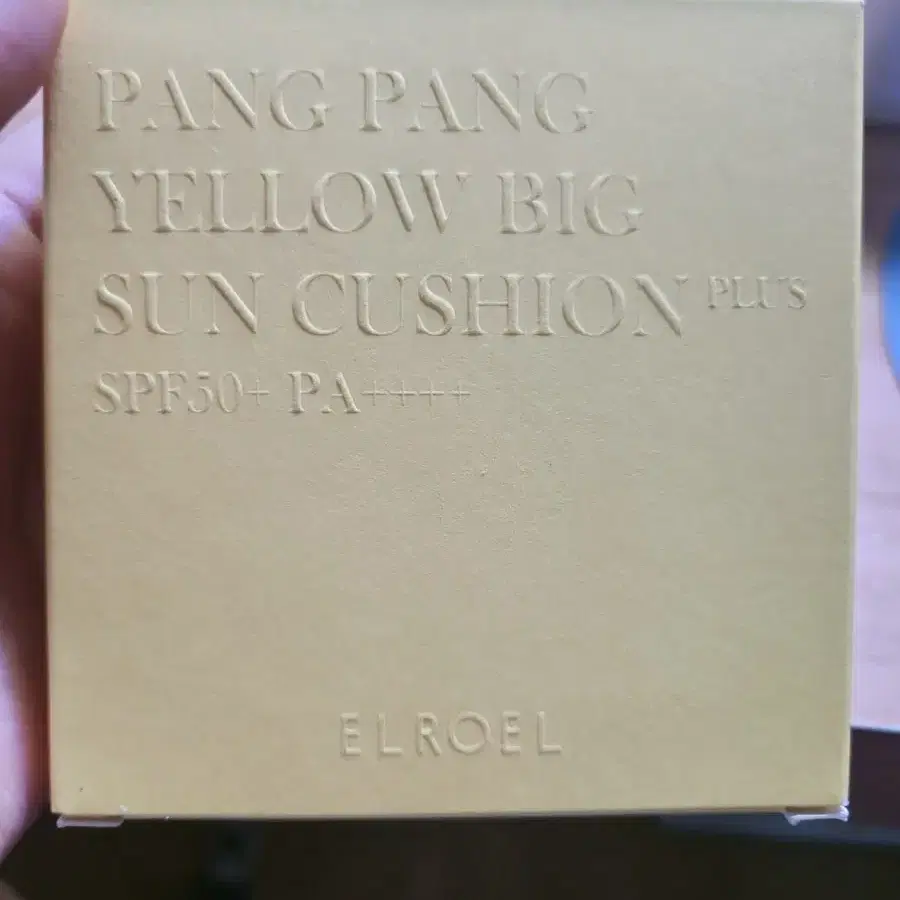 PANG PANG
YELLOW BIG
SUN CUSHION PLUS
SPF50+ PA++++
ELROEL